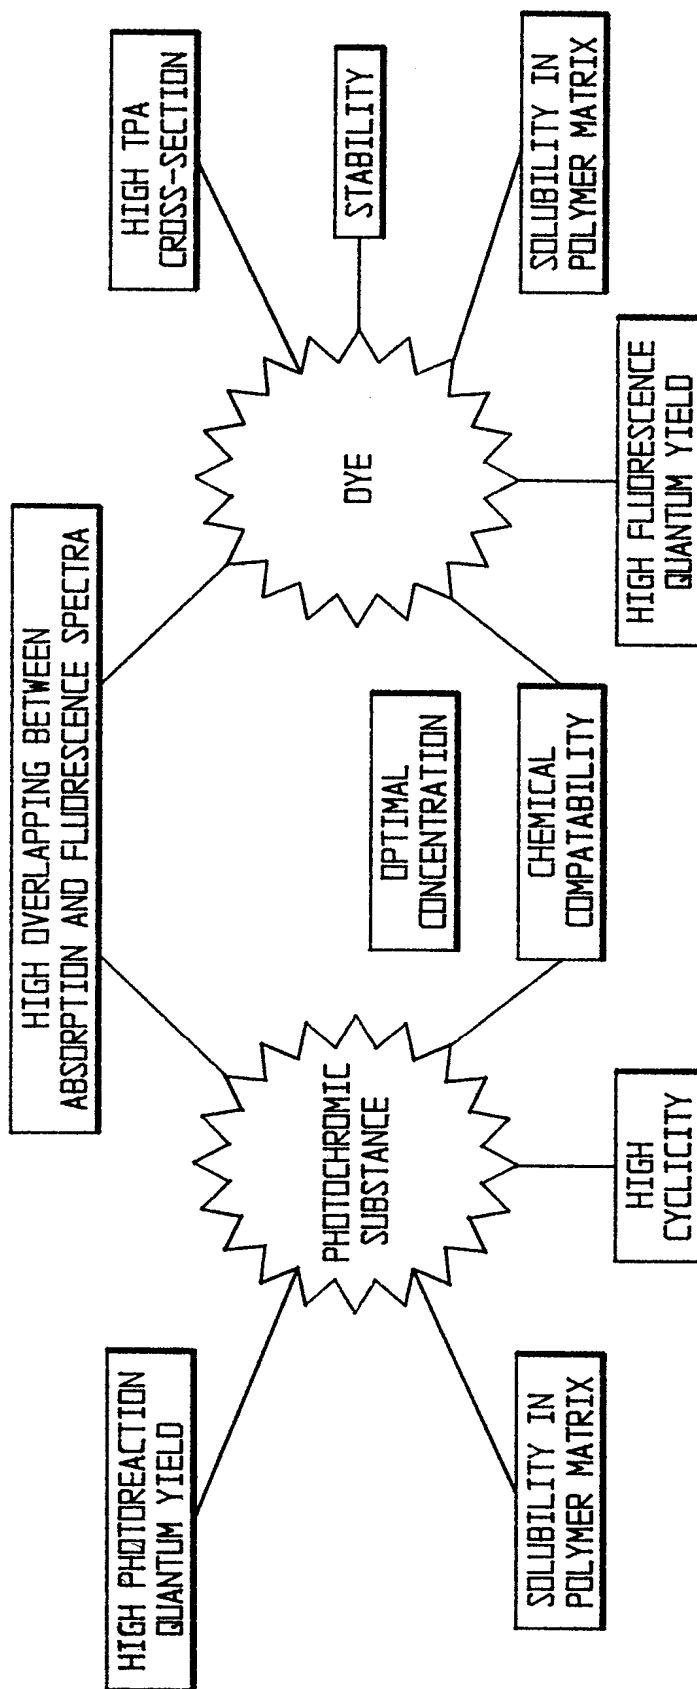 HIGH OVERLAPPING BETWEEN
ABSORPTION AND FLUORESCENCE SPECTRA
HIGH PHOTOREACTION
QUANTUM YIELD
HIGH TPA
CROSS-SECTION
PHOTOCHROMIC
SUBSTANCE
DYE
STABILITY
OPTIMAL
CONCENTRATION
SOLUBILITY IN
POLYMER MATRIX
CHEMICAL
COMPATABILITY
SOLUBILITY IN
POLYMER MATRIX
HIGH
CYCLICITY
HIGH FLUORESCENCE
QUANTUM YIELD